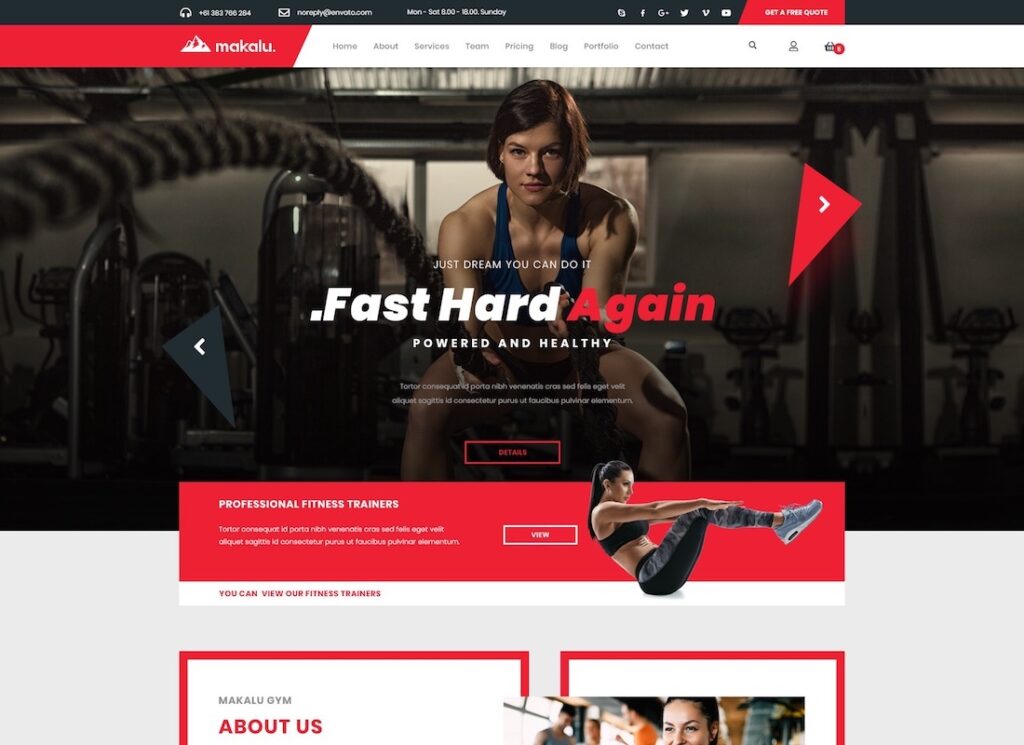 +61 383 766 284
noreply@envato.com
Mon - Sat 8.00 - 18.00. Sunday
GET A FREE QUOTE
makalu.
Home About Services Team Pricing Blog Portfolio Contact
JUST DREAM YOU CAN DO IT
.Fast Hard Again
POWERED AND HEALTHY
Tortor consequat id porta nibh venenatis cras sed felis eget velit
aliquet sagittis id consectetur purus ut faucibus pulvinar elementum.
DETAILS
PROFESSIONAL FITNESS TRAINERS
Tortor consequat id porta nibh venenatis cras sed felis eget velit
aliquet sagittis id consectetur purus ut faucibus pulvinar elementum.
VIEW
YOU CAN VIEW OUR FITNESS TRAINERS
MAKALU GYM
ABOUT US